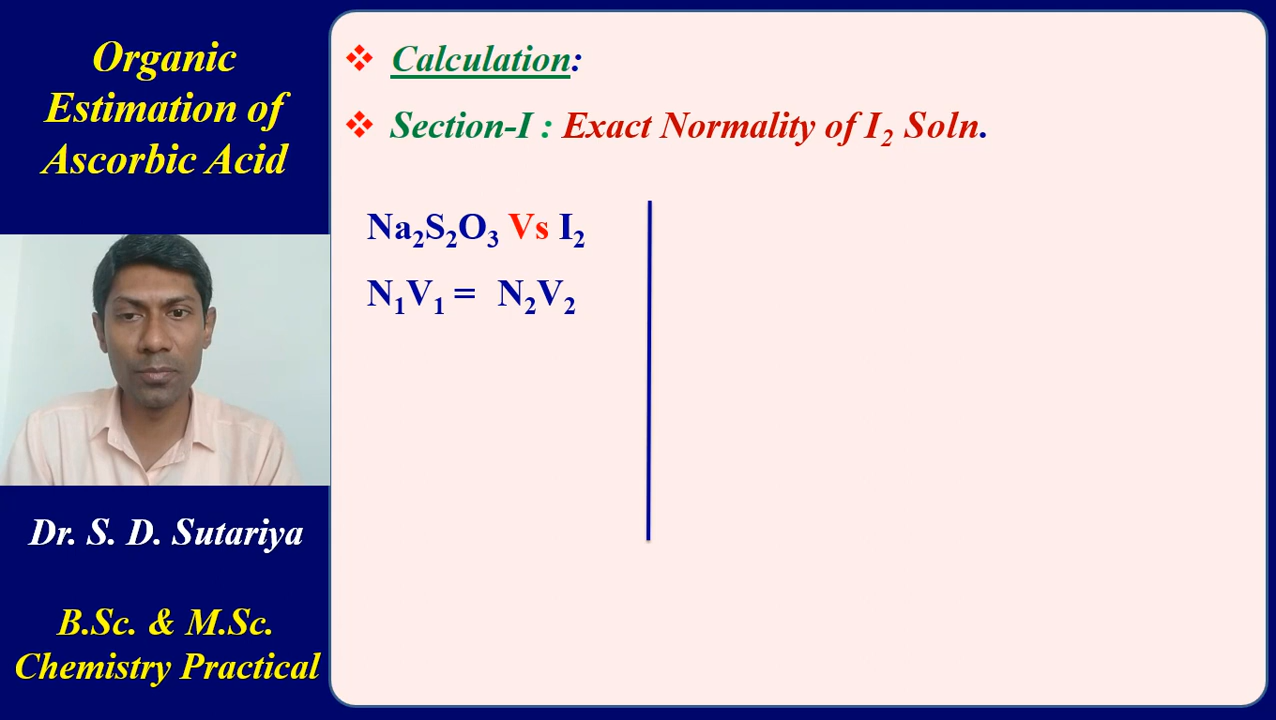 Organic
Estimation of
Ascorbic Acid
Dr. S. D. Sutariya
B.Sc. & M.Sc.
Chemistry Practical
❖ Calculation:
❖ Section-I : Exact Normality of I₂ Soln.
Na₂S₂O₃ Vs I₂
N₁V₁ = N₂V₂